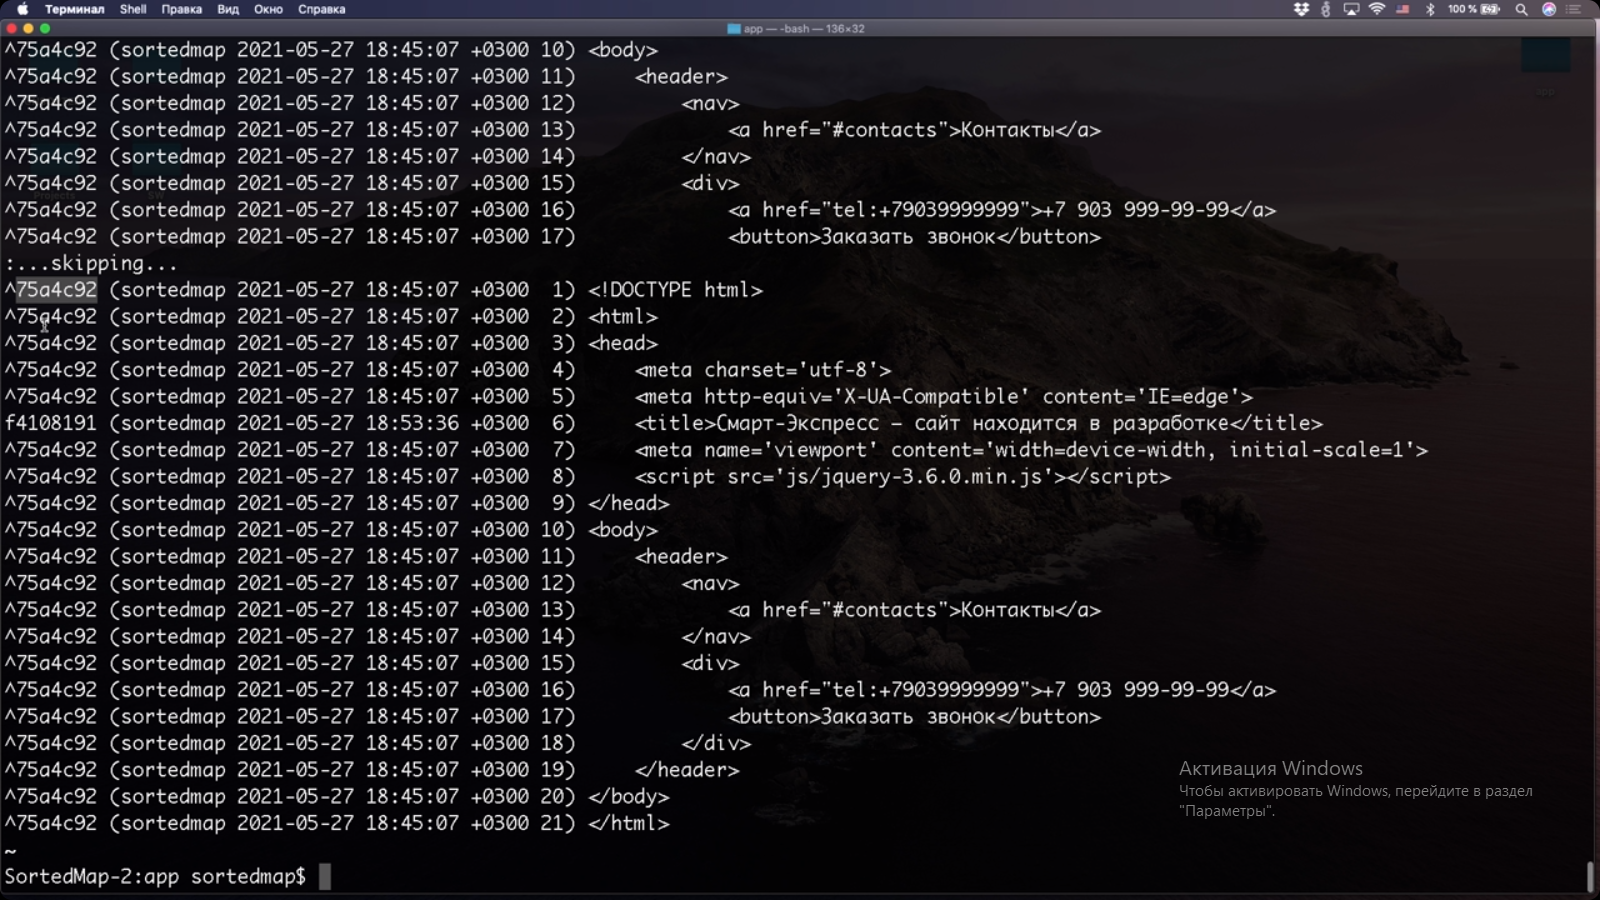 Терминал Shell Правка Вид Окно Справка 100 %
app — -bash — 136×32
^75a4c92 (sortedmap 2021-05-27 18:45:07 +0300 10) <body>
^75a4c92 (sortedmap 2021-05-27 18:45:07 +0300 11)     <header>
^75a4c92 (sortedmap 2021-05-27 18:45:07 +0300 12)         <nav>
^75a4c92 (sortedmap 2021-05-27 18:45:07 +0300 13)             <a href="#contacts">Контакты</a>
^75a4c92 (sortedmap 2021-05-27 18:45:07 +0300 14)         </nav>
^75a4c92 (sortedmap 2021-05-27 18:45:07 +0300 15)         <div>
^75a4c92 (sortedmap 2021-05-27 18:45:07 +0300 16)             <a href="tel:+79039999999">+7 903 999-99-99</a>
^75a4c92 (sortedmap 2021-05-27 18:45:07 +0300 17)             <button>Заказать звонок</button>
:...skipping...
^75a4c92 (sortedmap 2021-05-27 18:45:07 +0300  1) <!DOCTYPE html>
^75a4c92 (sortedmap 2021-05-27 18:45:07 +0300  2) <html>
^75a4c92 (sortedmap 2021-05-27 18:45:07 +0300  3) <head>
^75a4c92 (sortedmap 2021-05-27 18:45:07 +0300  4)     <meta charset='utf-8'>
^75a4c92 (sortedmap 2021-05-27 18:45:07 +0300  5)     <meta http-equiv='X-UA-Compatible' content='IE=edge'>
f4108191 (sortedmap 2021-05-27 18:53:36 +0300  6)     <title>Смарт-Экспресс – сайт находится в разработке</title>
^75a4c92 (sortedmap 2021-05-27 18:45:07 +0300  7)     <meta name='viewport' content='width=device-width, initial-scale=1'>
^75a4c92 (sortedmap 2021-05-27 18:45:07 +0300  8)     <script src='js/jquery-3.6.0.min.js'></script>
^75a4c92 (sortedmap 2021-05-27 18:45:07 +0300  9) </head>
^75a4c92 (sortedmap 2021-05-27 18:45:07 +0300 10) <body>
^75a4c92 (sortedmap 2021-05-27 18:45:07 +0300 11)     <header>
^75a4c92 (sortedmap 2021-05-27 18:45:07 +0300 12)         <nav>
^75a4c92 (sortedmap 2021-05-27 18:45:07 +0300 13)             <a href="#contacts">Контакты</a>
^75a4c92 (sortedmap 2021-05-27 18:45:07 +0300 14)         </nav>
^75a4c92 (sortedmap 2021-05-27 18:45:07 +0300 15)         <div>
^75a4c92 (sortedmap 2021-05-27 18:45:07 +0300 16)             <a href="tel:+79039999999">+7 903 999-99-99</a>
^75a4c92 (sortedmap 2021-05-27 18:45:07 +0300 17)             <button>Заказать звонок</button>
^75a4c92 (sortedmap 2021-05-27 18:45:07 +0300 18)         </div>
^75a4c92 (sortedmap 2021-05-27 18:45:07 +0300 19)     </header>
^75a4c92 (sortedmap 2021-05-27 18:45:07 +0300 20) </body>
^75a4c92 (sortedmap 2021-05-27 18:45:07 +0300 21) </html>
~
SortedMap-2:app sortedmap$
Активация Windows
Чтобы активировать Windows, перейдите в раздел
"Параметры".